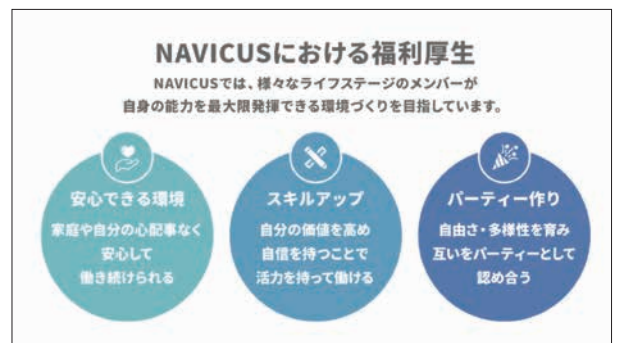 NAVICUSにおける福利厚生
NAVICUSでは、様々なライフステージのメンバーが
自身の能力を最大限発揮できる環境づくりを目指しています。
安心できる環境
家庭や自分の心配事なく
安心して
働き続けられる
スキルアップ
自分の価値を高め
自信を持つことで
活力を持って働ける
パーティー作り
自由さ・多様性を育み
互いをパーティーとして
認め合う